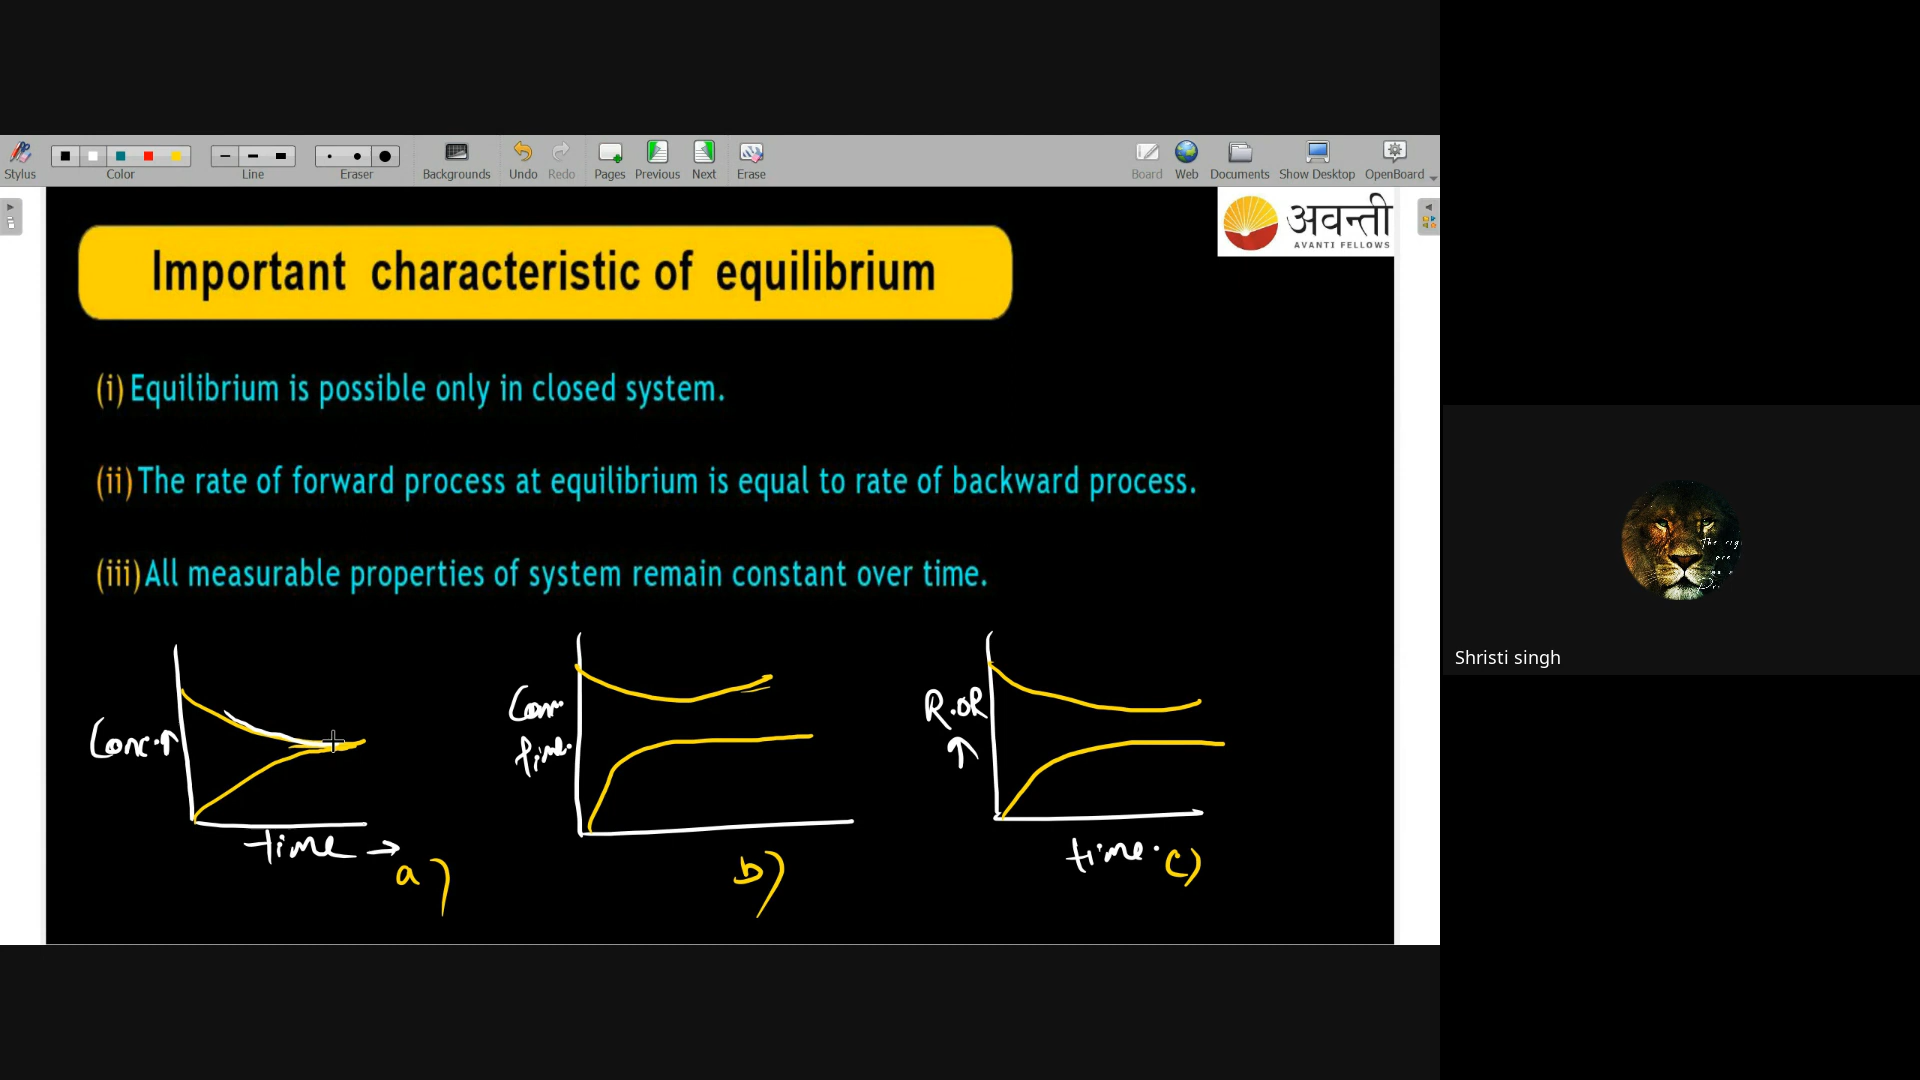 Stylus
Color
Line
Eraser
Backgrounds
Undo
Redo
Pages
Previous
Next
Erase
Board
Web
Documents
Show Desktop
OpenBoard
अवन्ती
AVANTI FELLOWS
Important characteristic of equilibrium
(i) Equilibrium is possible only in closed system.
(ii) The rate of forward process at equilibrium is equal to rate of backward process.
(iii) All measurable properties of system remain constant over time.
Conc.↑
time →
a)
Conc.
time.
b)
R.OR
↑
time.
c)
Shristi singh